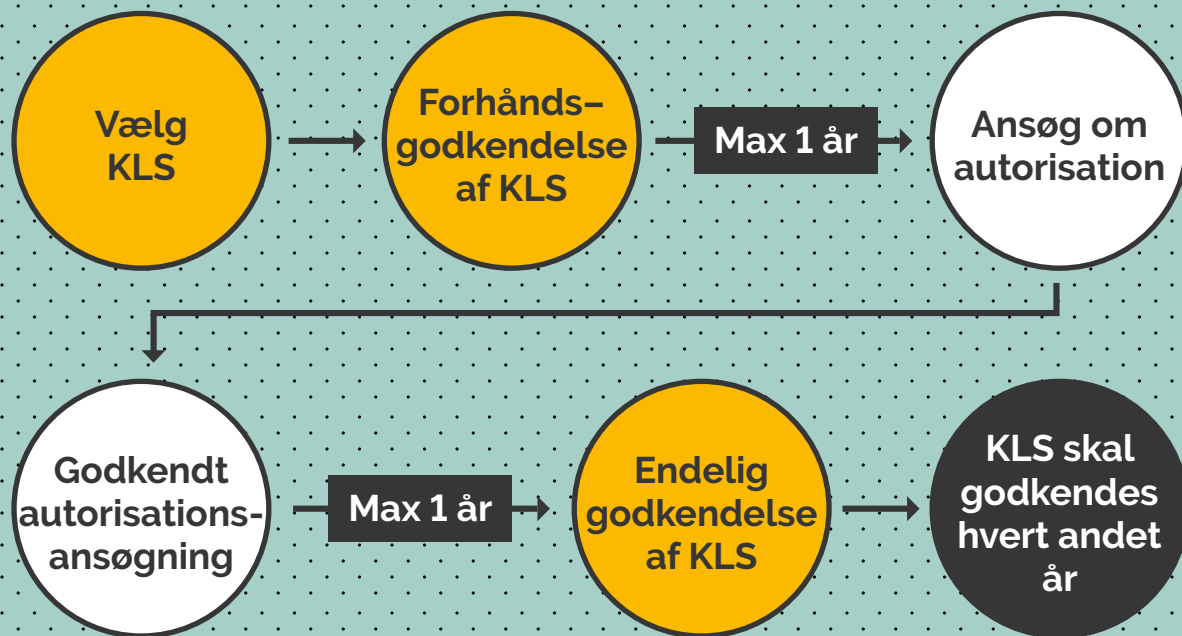 Vælg
KLS
Forhånds–
godkendelse
af KLS
Max 1 år
Ansøg om
autorisation
Godkendt
autorisations-
ansøgning
Max 1 år
Endelig
godkendelse
af KLS
KLS skal
godkendes
hvert andet
år